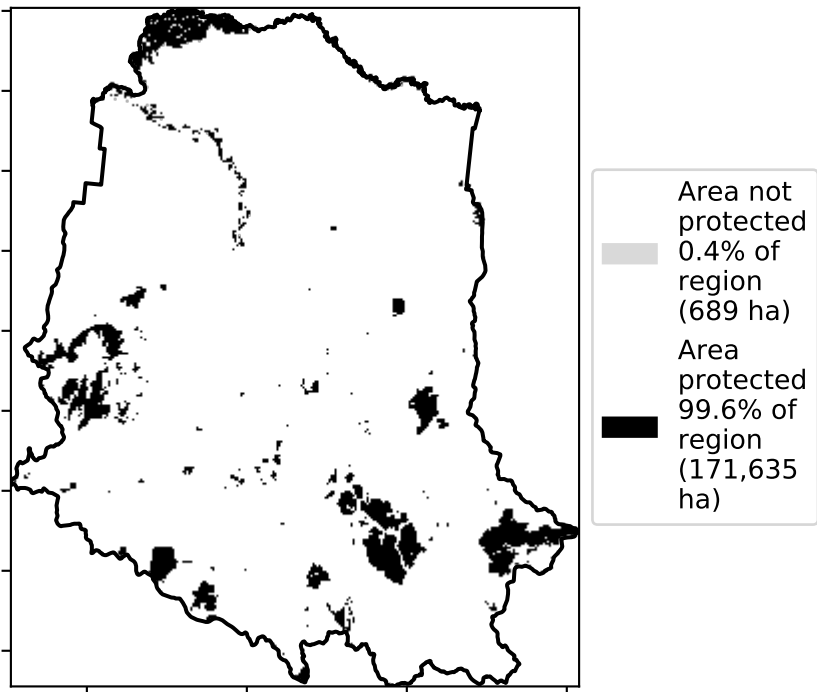 Area not
protected
0.4% of
region
(689 ha)
Area
protected
99.6% of
region
(171,635
ha)